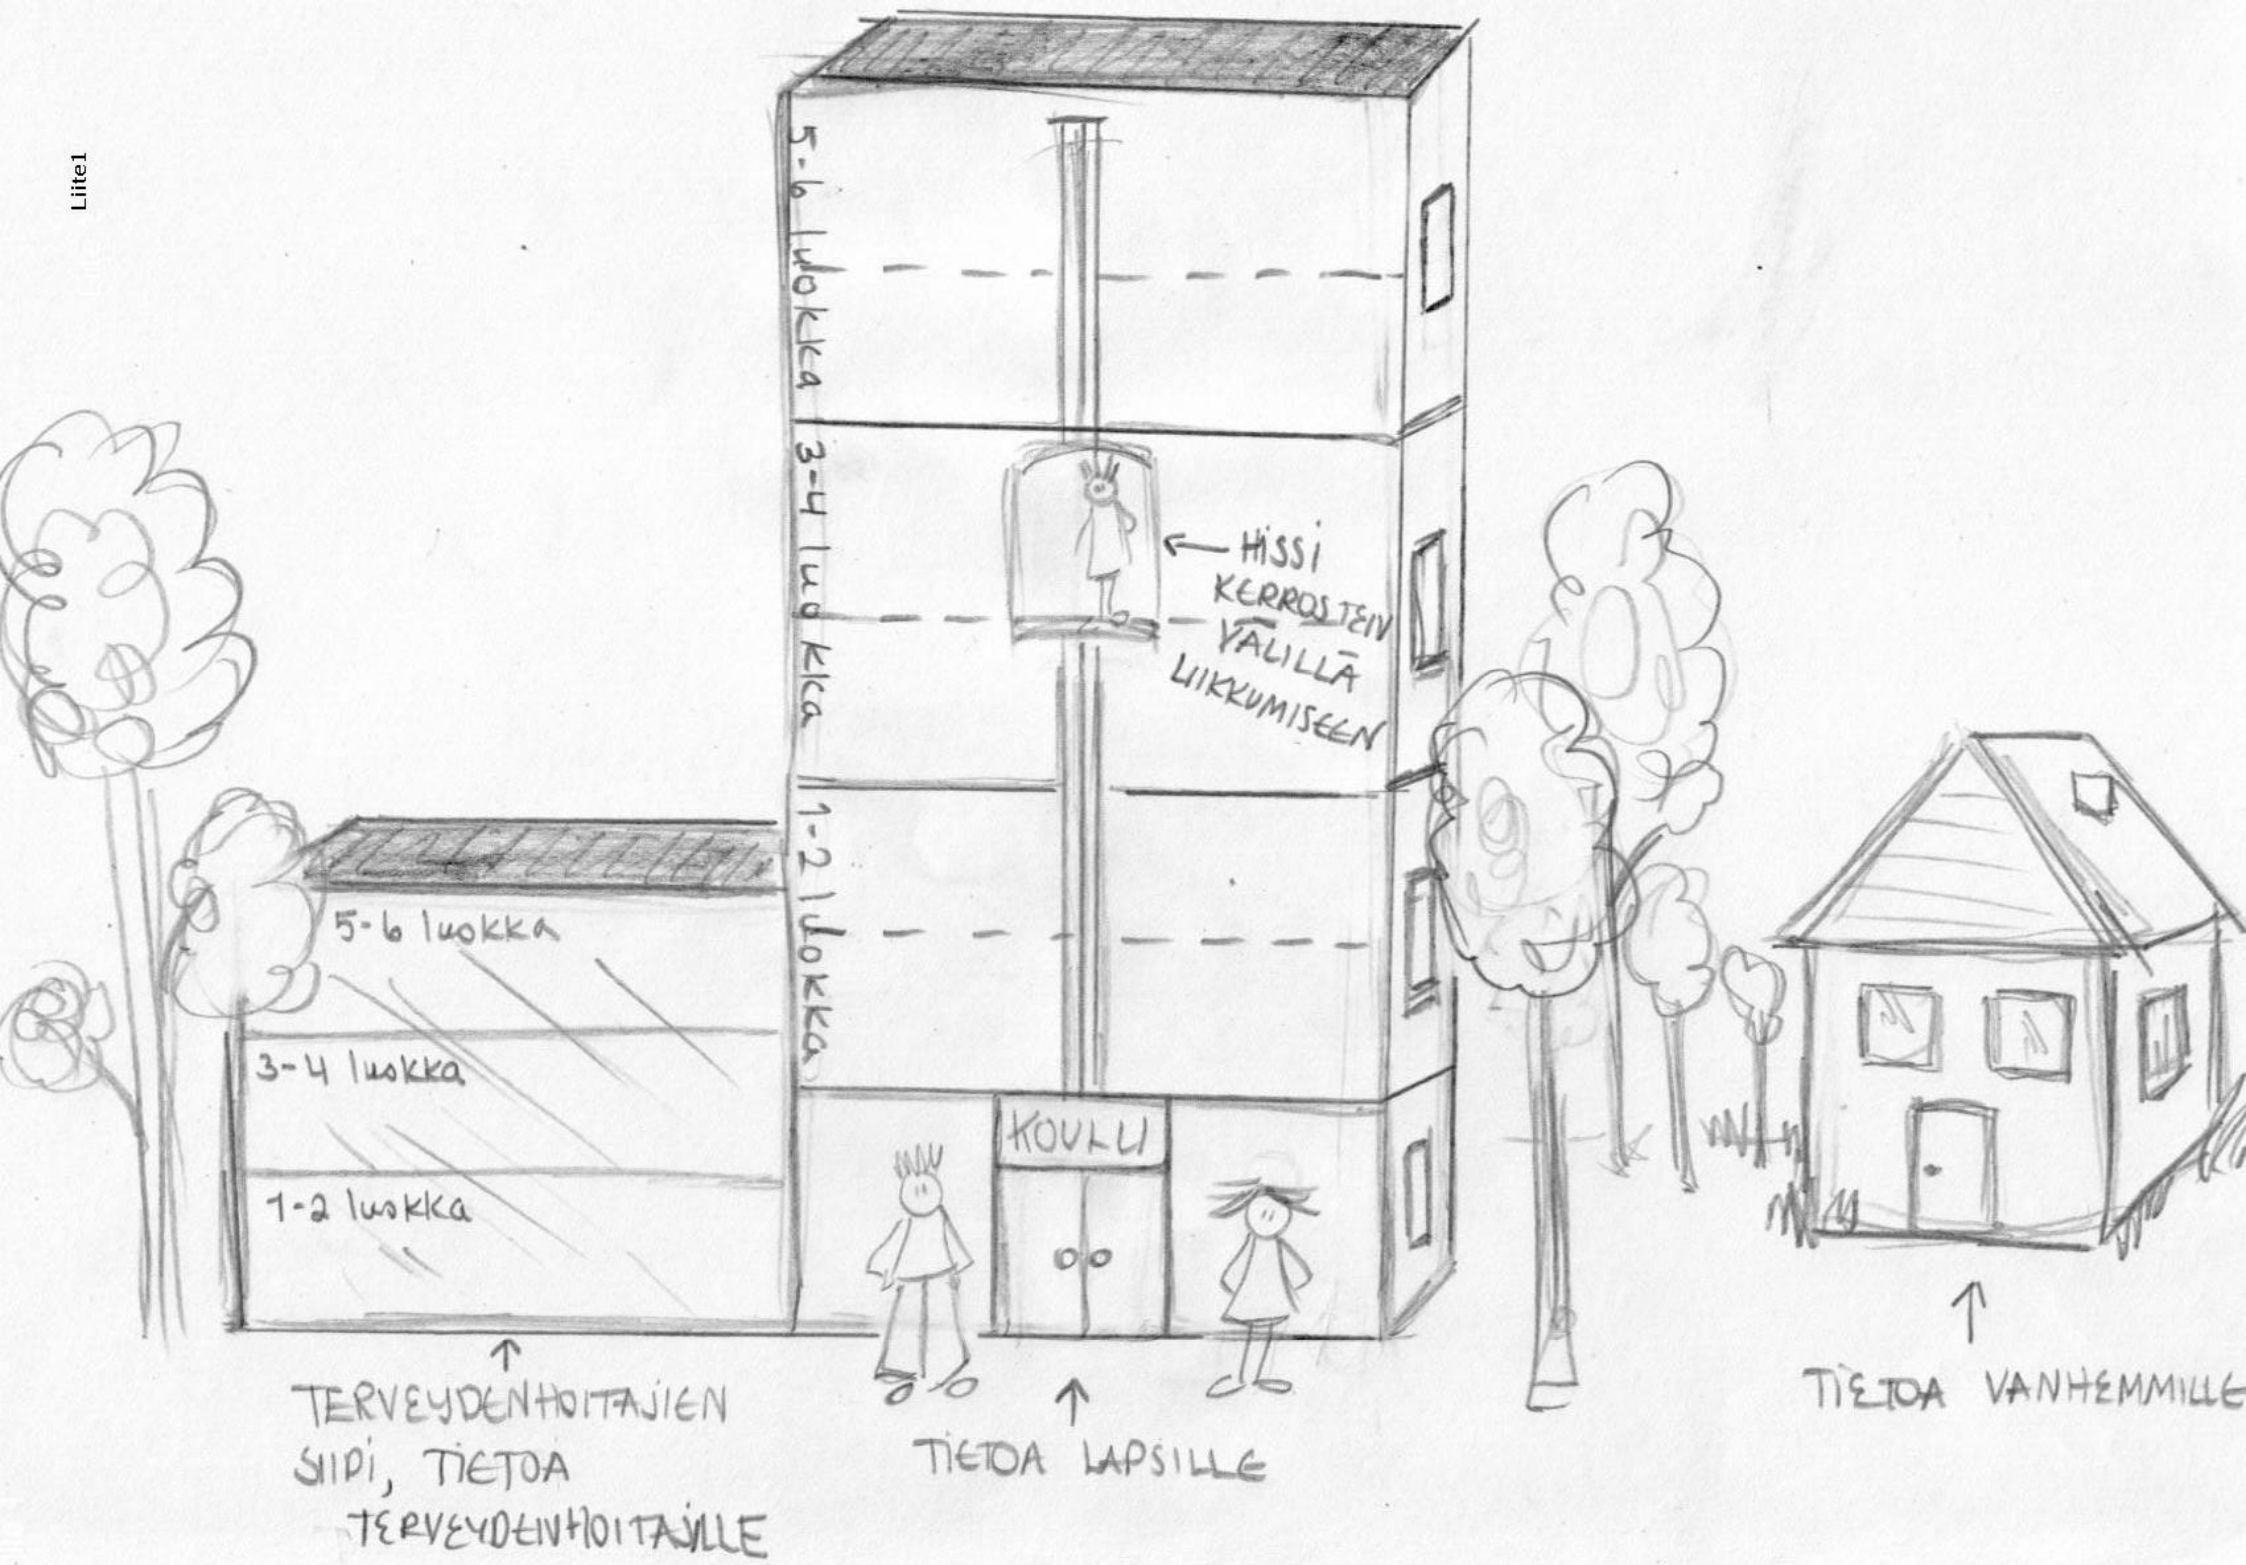 Liite1
5-6 luokka
3-4 luokka
1-2 luokka
HISSI
KERROSTEN
VÄLILLÄ
LIIKKUMISEEN
5-6 luokka
3-4 luokka
1-2 luokka
KOULU
TERVEYDENHOITAJIEN
SIIPI, TIETOA
TERVEYDENHOITAJILLE
TIETOA LAPSILLE
TIETOA VANHEMMILLE